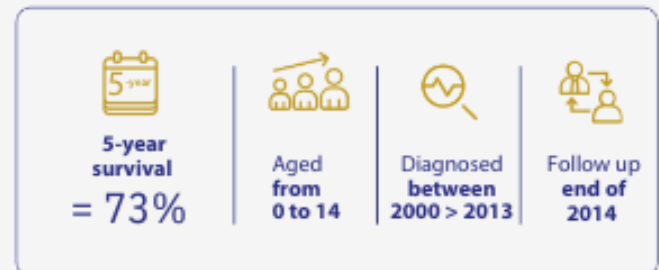 5-year
5-year
survival
= 73%
Aged
from
0 to 14
Diagnosed
between
2000 > 2013
Follow up
end of
2014